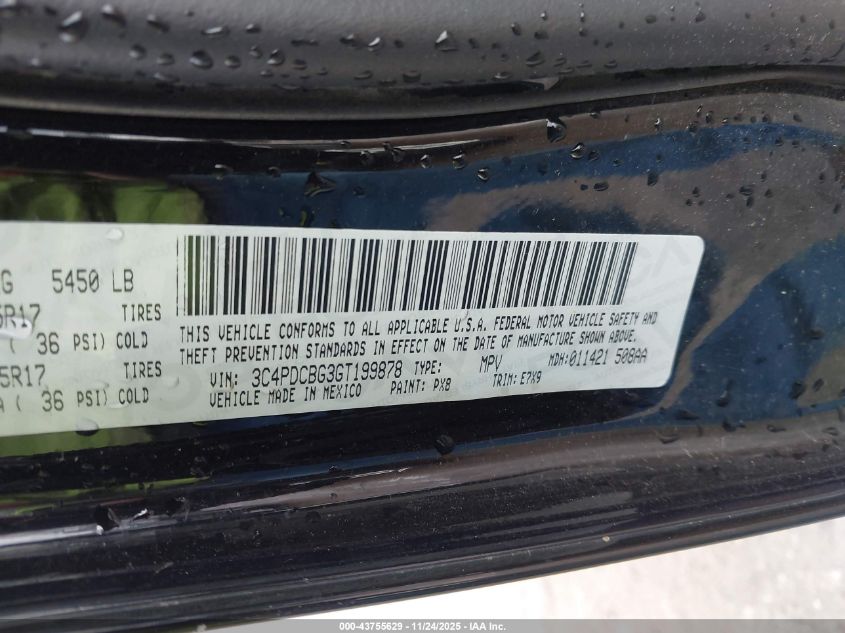 G 5450 LB
5R17 TIRES
( 36 PSI) COLD
5R17 TIRES
A ( 36 PSI) COLD
THIS VEHICLE CONFORMS TO ALL APPLICABLE U.S.A. FEDERAL MOTOR VEHICLE SAFETY AND
THEFT PREVENTION STANDARDS IN EFFECT ON THE DATE OF MANUFACTURE SHOWN ABOVE.
VIN: 3C4PDCBG3GT199878 TYPE: MPV MDH:011421 508AA
VEHICLE MADE IN MEXICO PAINT: PX8 TRIM: E7X9
000-43755629 - 11/24/2025 - IAA Inc.